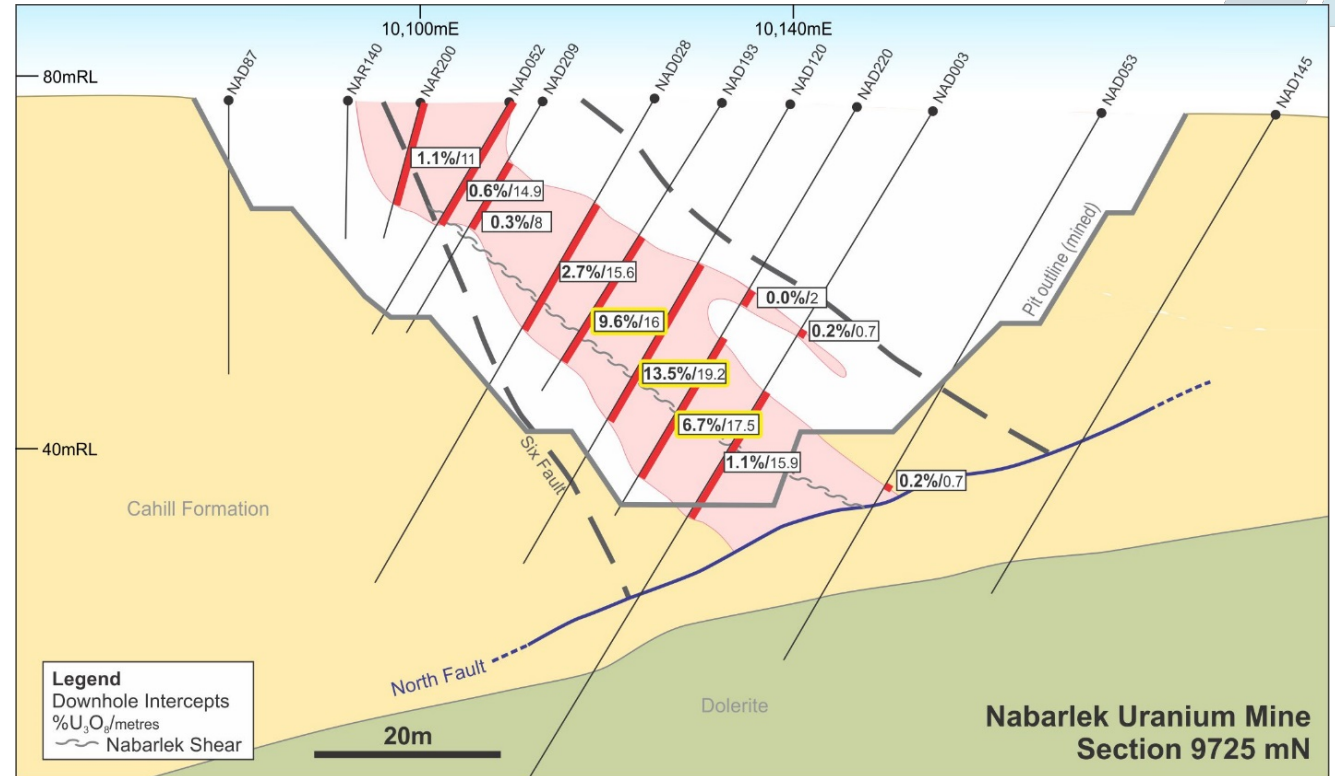 10,100mE
10,140mE
80mRL
NAD87
NAR140
NAR200
NAD052
NAD209
NAD028
NAD193
NAD120
NAD220
NAD003
NAD053
NAD145
1.1%/11
0.6%/14.9
0.3%/8
2.7%/15.6
0.0%/2
9.6%/16
0.2%/0.7
13.5%/19.2
6.7%/17.5
1.1%/15.9
0.2%/0.7
Pit outline (mined)
40mRL
Six Fault
Cahill Formation
North Fault
Dolerite
Legend
Downhole Intercepts
%U₃O₈/metres
Nabarlek Shear
20m
Nabarlek Uranium Mine
Section 9725 mN